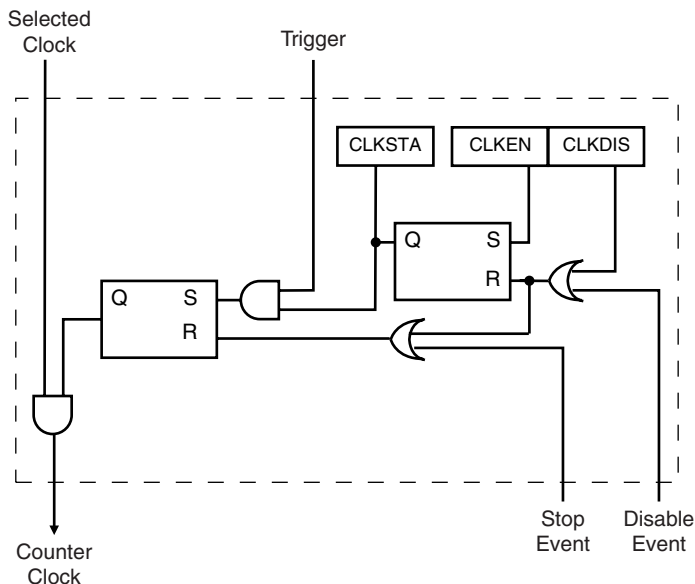 Selected
Clock
Trigger
CLKSTA
CLKEN
CLKDIS
Q
S
R
Q
S
R
Stop
Event
Disable
Event
Counter
Clock